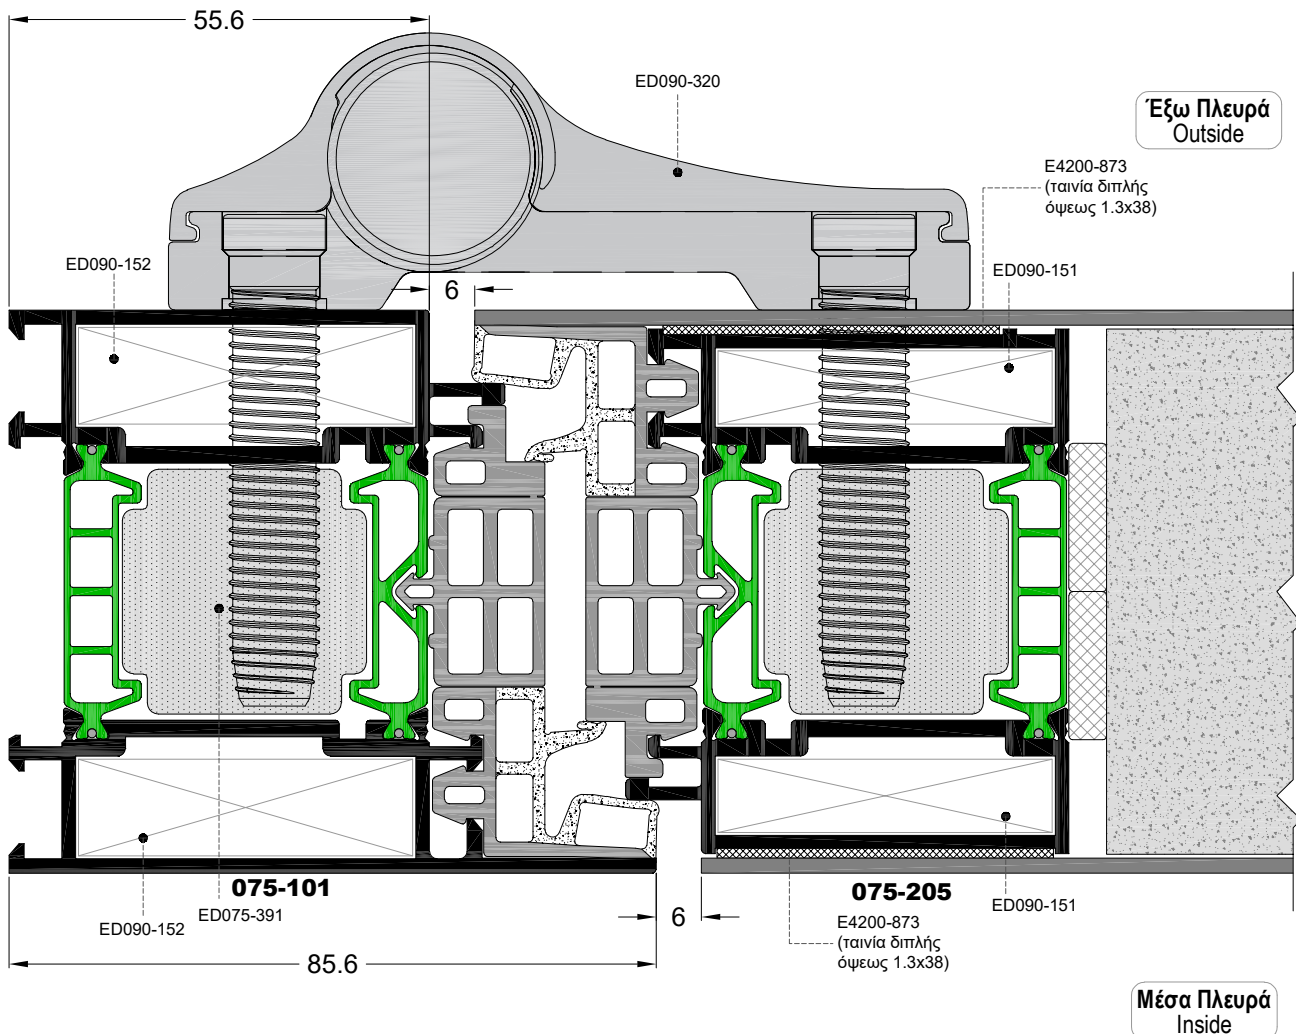 55.6
ED090-320
Έξω Πλευρά
Outside
E4200-873
(ταινία διπλής
όψεως 1.3x38)
ED090-152
ED090-151
6
075-101
075-205
ED075-391
ED090-152
ED090-151
6
E4200-873
(ταινία διπλής
όψεως 1.3x38)
85.6
Μέσα Πλευρά
Inside